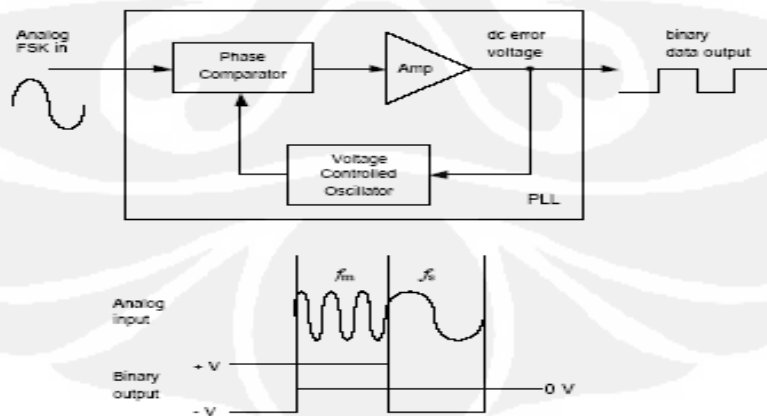 Analog
FSK in
Phase
Comparator
Amp
dc error
voltage
binary
data output
Voltage
Controlled
Oscillator
PLL
Analog
input
fm
fs
Binary
output
+ V
0 V
- V